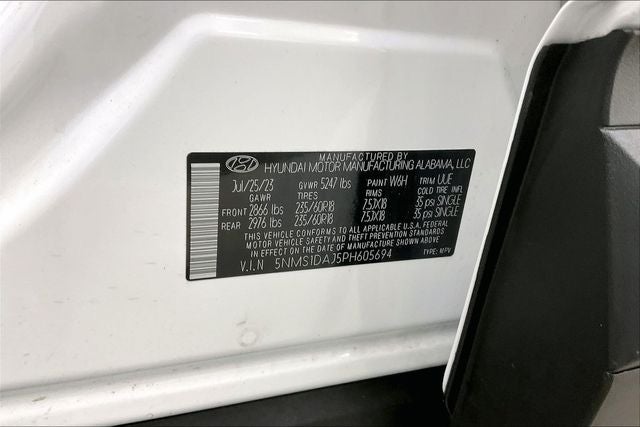 MANUFACTURED BY
HYUNDAI MOTOR MANUFACTURING ALABAMA, LLC
JUL/25/23 GVWR 5247 lbs PAINT W6H TRIM UUE
GAWR TIRES RIMS COLD TIRE INFL
FRONT 2866 lbs 235/60R18 7.5JX18 35 psi SINGLE
REAR 2976 lbs 235/60R18 7.5JX18 35 psi SINGLE
THIS VEHICLE CONFORMS TO ALL APPLICABLE U.S.A. FEDERAL
MOTOR VEHICLE SAFETY AND THEFT PREVENTION STANDARDS
IN EFFECT ON THE DATE OF MANUFACTURE SHOWN ABOVE.
V.I.N 5NMS1DAJ5PH605694 TYPE: MPV